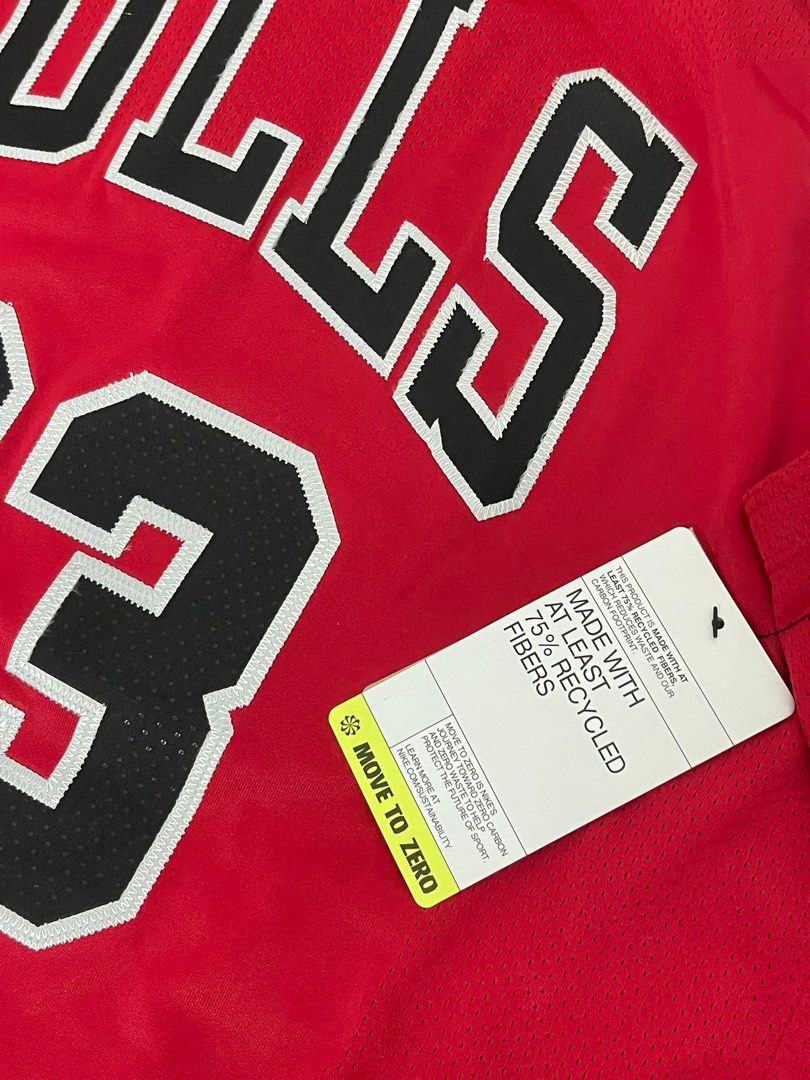 ULLS
3
THIS PRODUCT IS MADE WITH AT
LEAST 75% RECYCLED FIBERS,
WHICH REDUCES WASTE AND OUR
CARBON FOOTPRINT.
MADE WITH
AT LEAST
75% RECYCLED
FIBERS
MOVE TO ZERO IS NIKE'S
JOURNEY TOWARD ZERO CARBON
AND ZERO WASTE TO HELP
PROTECT THE FUTURE OF SPORT.
LEARN MORE AT
NIKE.COM/SUSTAINABILITY
MOVE TO ZERO